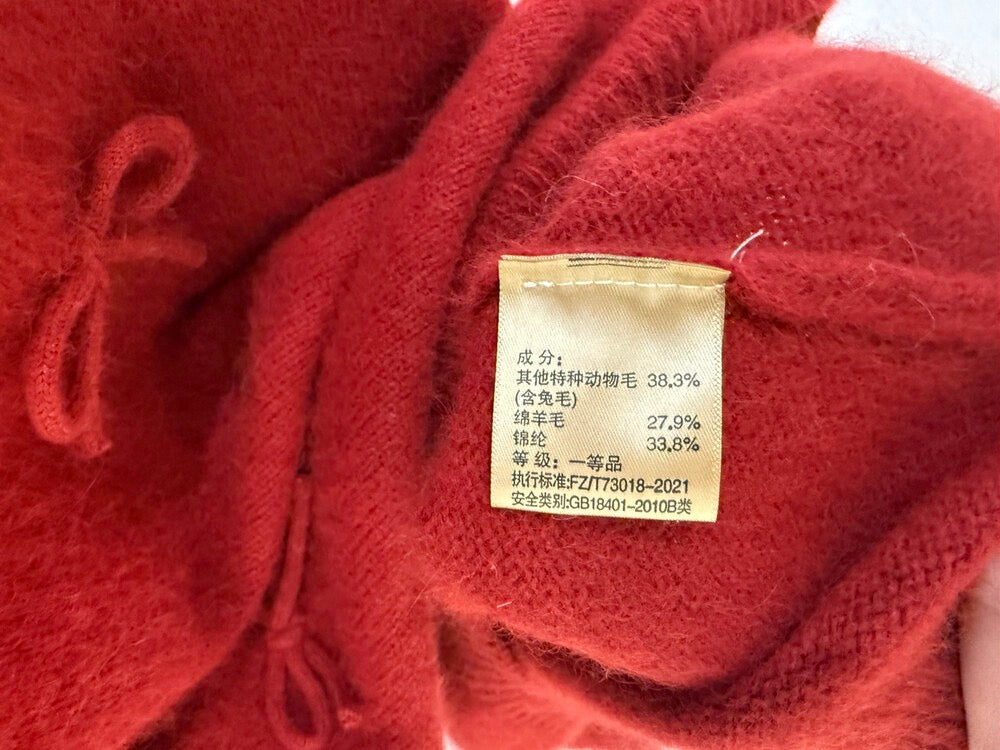 成 分：
其他特种动物毛 38.3%
(含兔毛)
绵羊毛 27.9%
锦纶 33.8%
等 级：一等品
执行标准:FZ/T73018-2021
安全类别:GB18401-2010B类